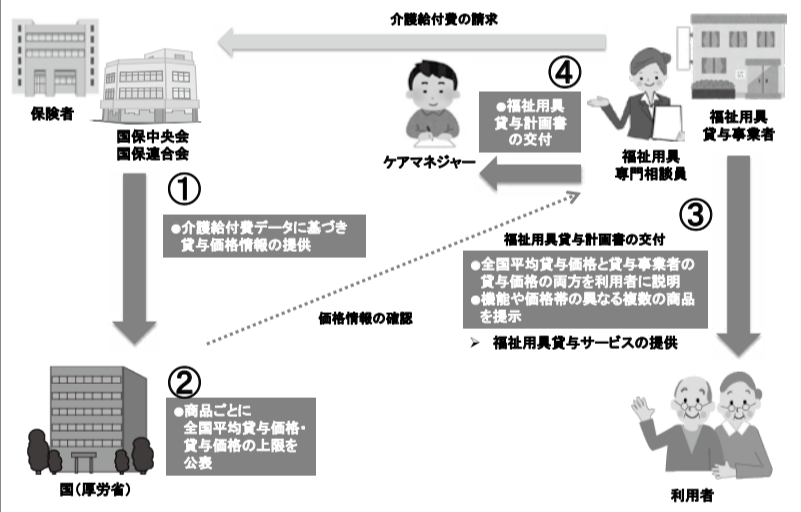 介護給付費の請求
保険者
国保中央会
国保連合会
ケアマネジャー
④
●福祉用具
貸与計画書
の交付
福祉用具
専門相談員
福祉用具
貸与事業者
①
●介護給付費データに基づき
貸与価格情報の提供
③
福祉用具貸与計画書の交付
●全国平均貸与価格と貸与事業者の
貸与価格の両方を利用者に説明
●機能や価格帯の異なる複数の商品
を提示
➢ 福祉用具貸与サービスの提供
価格情報の確認
②
●商品ごとに
全国平均貸与価格・
貸与価格の上限を
公表
国(厚労省)
利用者